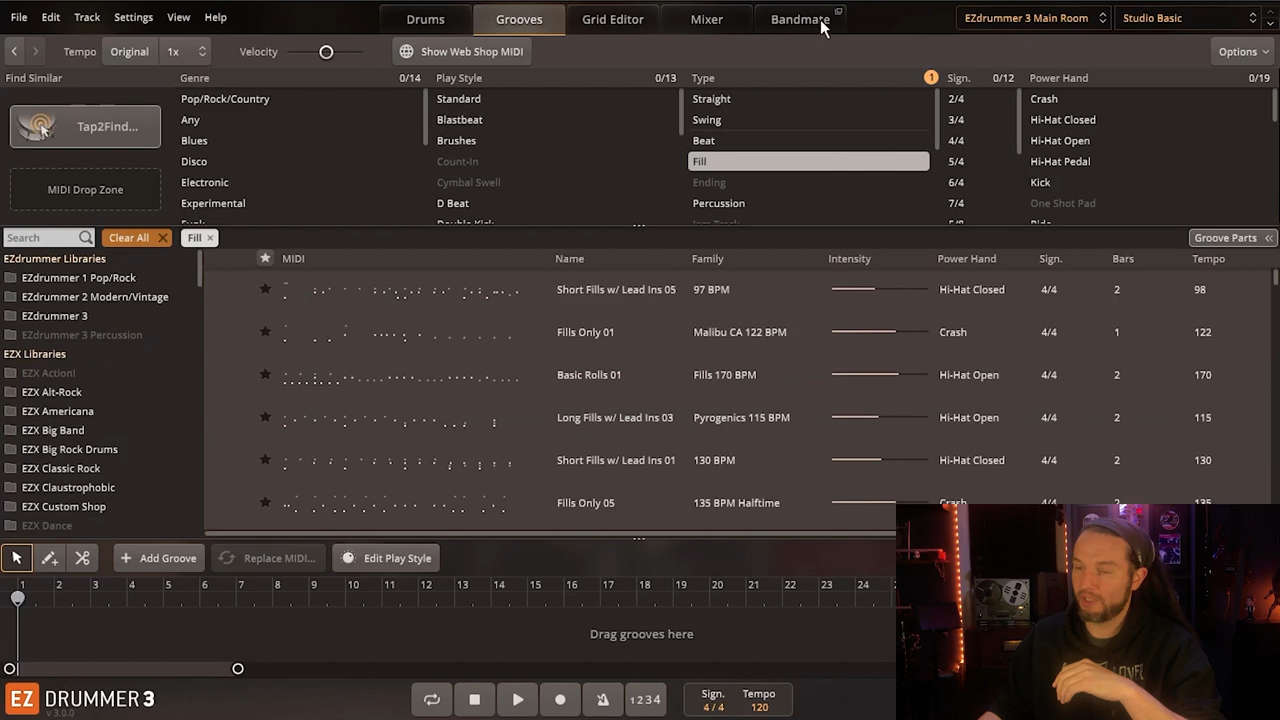 File Edit Track Settings View Help
Drums Grooves Grid Editor Mixer Bandmate
EZdrummer 3 Main Room Studio Basic
Tempo Original 1x Velocity Show Web Shop MIDI Options
Find Similar Genre 0/14 Play Style 0/13 Type 1 Sign. 0/12 Power Hand 0/19
Pop/Rock/Country Standard Straight 2/4 Crash
Tap2Find... Any Blastbeat Swing 3/4 Hi-Hat Closed
Blues Brushes Beat 4/4 Hi-Hat Open
Disco Count-In Fill 5/4 Hi-Hat Pedal
MIDI Drop Zone Electronic Cymbal Swell Ending 6/4 Kick
Experimental D Beat Percussion 7/4 One Shot Pad
Search Clear All Fill Groove Parts
EZdrummer Libraries MIDI Name Family Intensity Power Hand Sign. Bars Tempo
EZdrummer 1 Pop/Rock
Short Fills w/ Lead Ins 05 97 BPM Hi-Hat Closed 4/4 2 98
EZdrummer 2 Modern/Vintage
EZdrummer 3
Fills Only 01 Malibu CA 122 BPM Crash 4/4 1 122
EZdrummer 3 Percussion
EZX Libraries
EZX Action!
Basic Rolls 01 Fills 170 BPM Hi-Hat Open 4/4 2 170
EZX Alt-Rock
EZX Americana
Long Fills w/ Lead Ins 03 Pyrogenics 115 BPM Hi-Hat Open 4/4 2 115
EZX Big Band
EZX Big Rock Drums
Short Fills w/ Lead Ins 01 130 BPM Hi-Hat Closed 4/4 2 130
EZX Classic Rock
EZX Claustrophobic
Fills Only 05 135 BPM Halftime Crash 4/4 2 135
EZX Custom Shop
EZX Dance
Add Groove Replace MIDI... Edit Play Style
1 2 3 4 5 6 7 8 9 10 11 12 13 14 15 16 17 18 19 20 21 22 23 24
Drag grooves here
EZ DRUMMER 3
v 3.0.0
1 2 3 4
Sign. Tempo
4 / 4 120